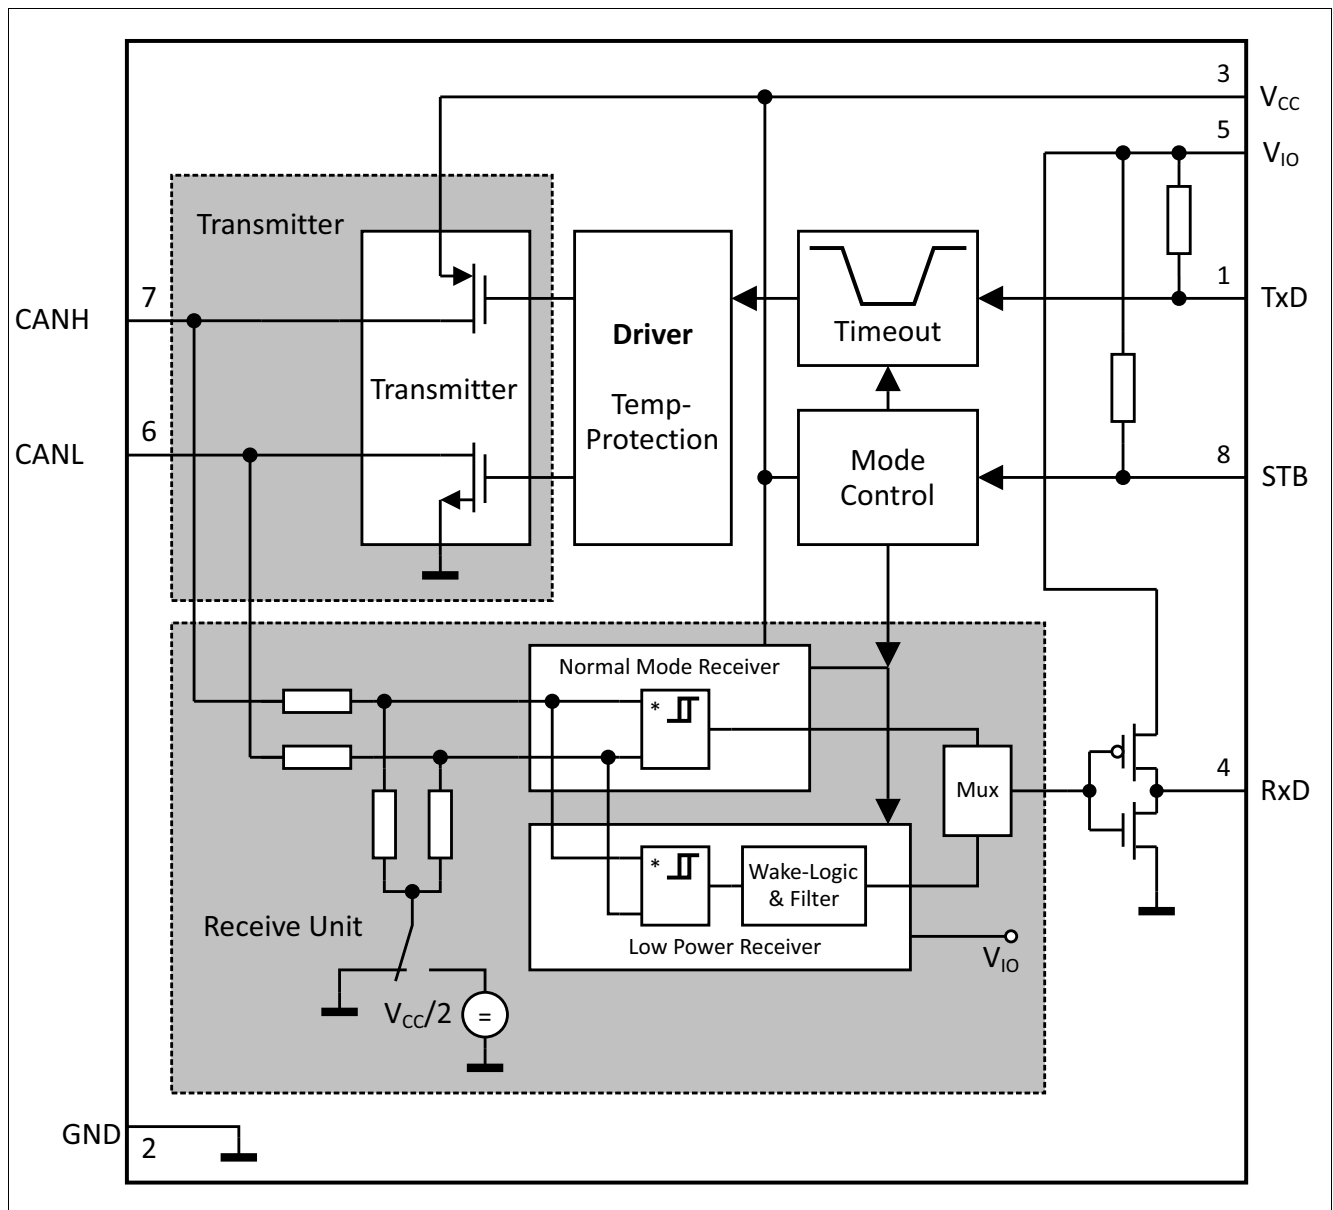 3
VCC
5
VIO
Transmitter
7
CANH
1
TxD
Timeout
Driver
Temp-
Protection
Transmitter
6
CANL
Mode
Control
8
STB
Normal Mode Receiver
*
Mux
4
RxD
*
Wake-Logic
& Filter
Receive Unit
Low Power Receiver
VIO
VCC/2
=
GND
2